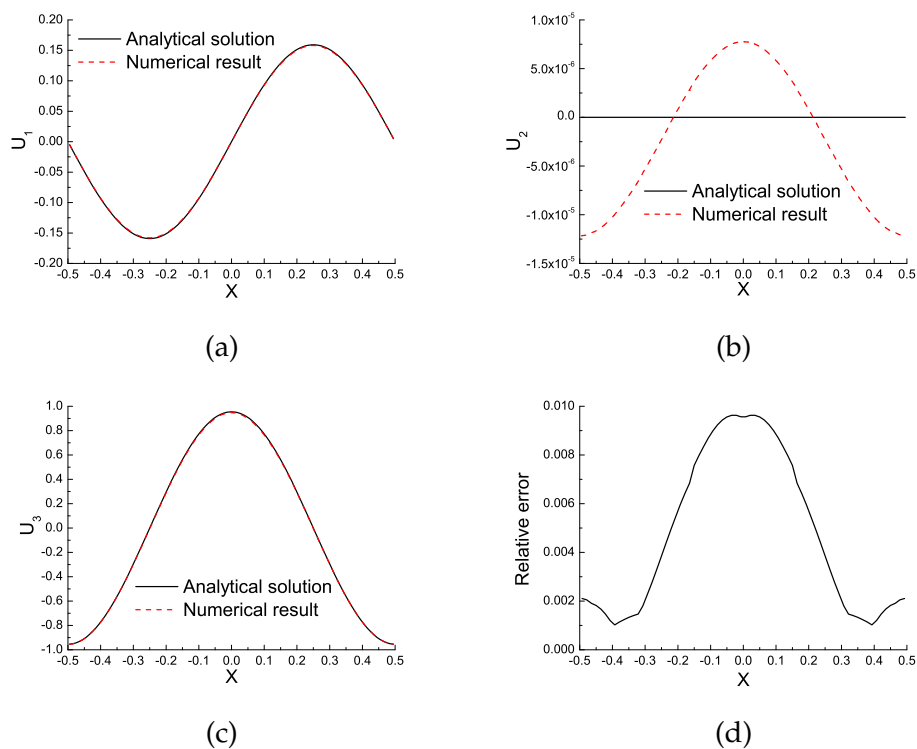 0.20
0.15
0.10
0.05
0.00
-0.05
-0.10
-0.15
0.20
U1
Analytical solution
Numerical result
-0.5 -0.4 -0.3 -0.2 -0.1 0.0 0.1 0.2 0.3 0.4 0.5
X
(a)
1.0x10-5
5.0x10-6
0.0
-5.0x10-6
-1.0x10-5
-1.5x10-5
U2
Analytical solution
Numerical result
-0.5 -0.4 -0.3 -0.2 -0.1 0.0 0.1 0.2 0.3 0.4 0.5
X
(b)
1.0
0.8
0.6
0.4
0.2
0.0
-0.2
-0.4
-0.6
-0.8
-1.0
U3
Analytical solution
Numerical result
-0.5 -0.4 -0.3 -0.2 -0.1 0.0 0.1 0.2 0.3 0.4 0.5
X
(c)
0.010
0.008
0.006
0.004
0.002
0.000
Relative error
-0.5 -0.4 -0.3 -0.2 -0.1 0.0 0.1 0.2 0.3 0.4 0.5
X
(d)